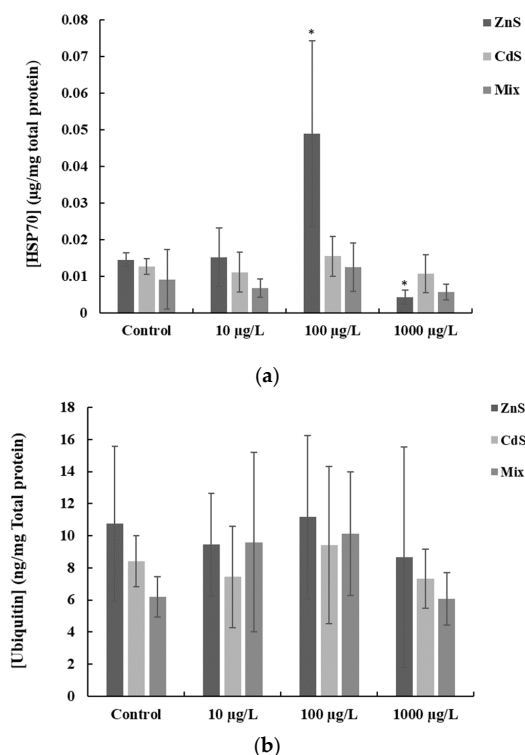 ZnS
CdS
Mix
[HSP70] (µg/mg total protein)
0.08
0.07
0.06
0.05
0.04
0.03
0.02
0.01
0
*
*
Control 10 µg/L 100 µg/L 1000 µg/L
(a)
ZnS
CdS
Mix
[Ubiquitin] (ng/mg Total protein)
18
16
14
12
10
8
6
4
2
0
Control 10 µg/L 100 µg/L 1000 µg/L
(b)